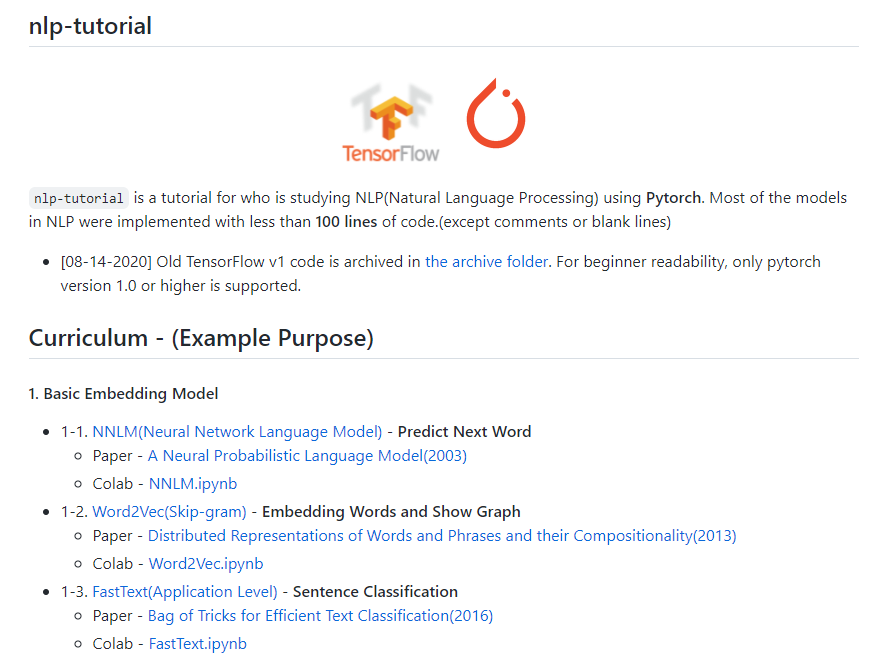 nlp-tutorial
TensorFlow
nlp-tutorial is a tutorial for who is studying NLP(Natural Language Processing) using Pytorch. Most of the models
in NLP were implemented with less than 100 lines of code.(except comments or blank lines)
[08-14-2020] Old TensorFlow v1 code is archived in the archive folder. For beginner readability, only pytorch
version 1.0 or higher is supported.
Curriculum - (Example Purpose)
1. Basic Embedding Model
1-1. NNLM(Neural Network Language Model) - Predict Next Word
Paper - A Neural Probabilistic Language Model(2003)
Colab - NNLM.ipynb
1-2. Word2Vec(Skip-gram) - Embedding Words and Show Graph
Paper - Distributed Representations of Words and Phrases and their Compositionality(2013)
Colab - Word2Vec.ipynb
1-3. FastText(Application Level) - Sentence Classification
Paper - Bag of Tricks for Efficient Text Classification(2016)
Colab - FastText.ipynb